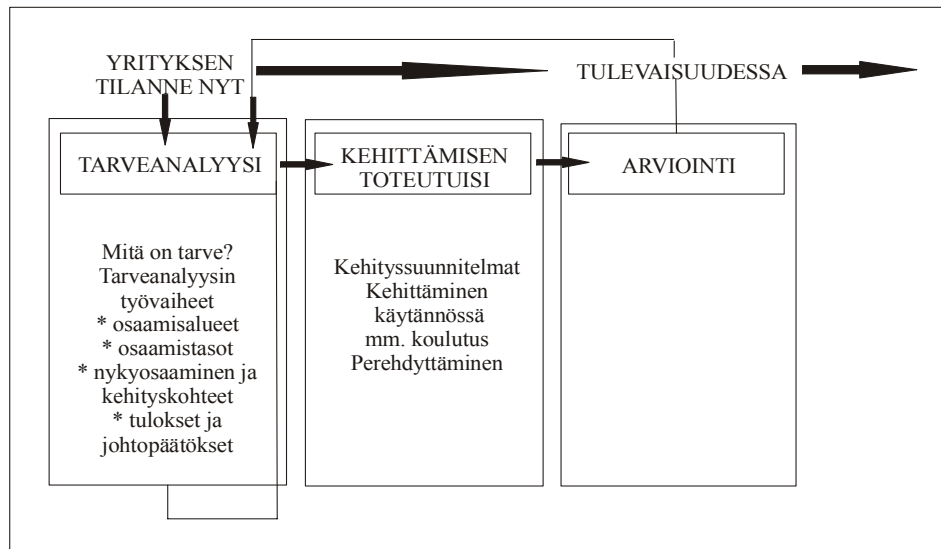 YRITYKSEN
TILANNE NYT
TULEVAISUUDESSA
TARVEANALYYSI
Mitä on tarve?
Tarveanalyysin
työvaiheet
* osaamisalueet
* osaamistasot
* nykyosaaminen ja
kehityskohteet
* tulokset ja
johtopäätökset
KEHITTÄMISEN
TOTEUTUISI
Kehityssuunnitelmat
Kehittäminen
käytännössä
mm. koulutus
Perehdyttäminen
ARVIOINTI